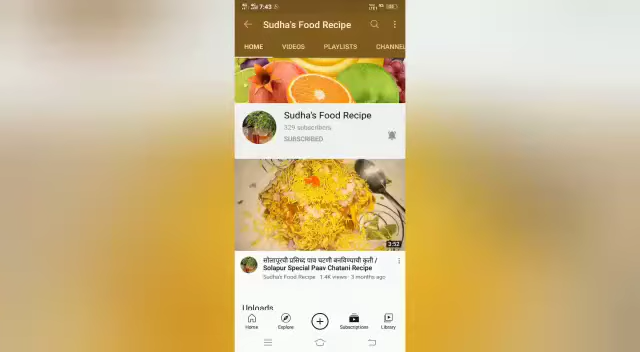 7:43
Sudha's Food Recipe
HOME VIDEOS PLAYLISTS CHANNEL
Sudha's Food Recipe
329 subscribers
SUBSCRIBED
3:52
सोलापूरची प्रसिध्द पाव चटणी बनविण्याची कृती /
Solapur Special Paav Chatani Recipe
Sudha's Food Recipe · 1.4K views · 3 months ago
Uploads
Home Explore Subscriptions Library